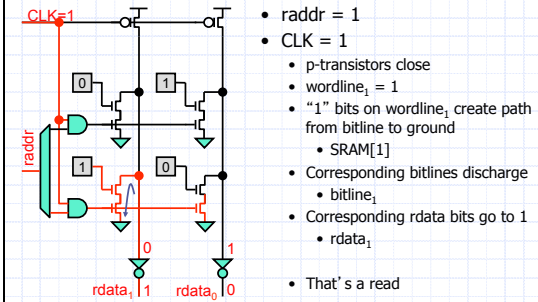 CLK=1
0
1
raddr
1
0
0
1
rdata1 1
rdata0 0
• raddr = 1
• CLK = 1
• p-transistors close
• wordline1 = 1
• “1” bits on wordline1 create path
from bitline to ground
• SRAM[1]
• Corresponding bitlines discharge
• bitline1
• Corresponding rdata bits go to 1
• rdata1
• That’s a read